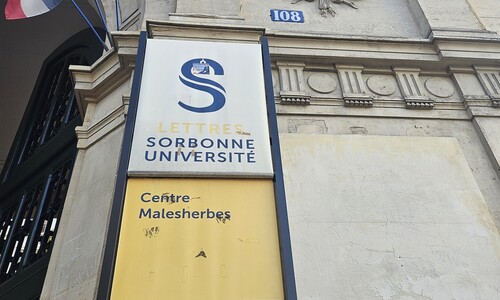 108
LETTRES
SORBONNE
UNIVERSITÉ
Centre
Malesherbes